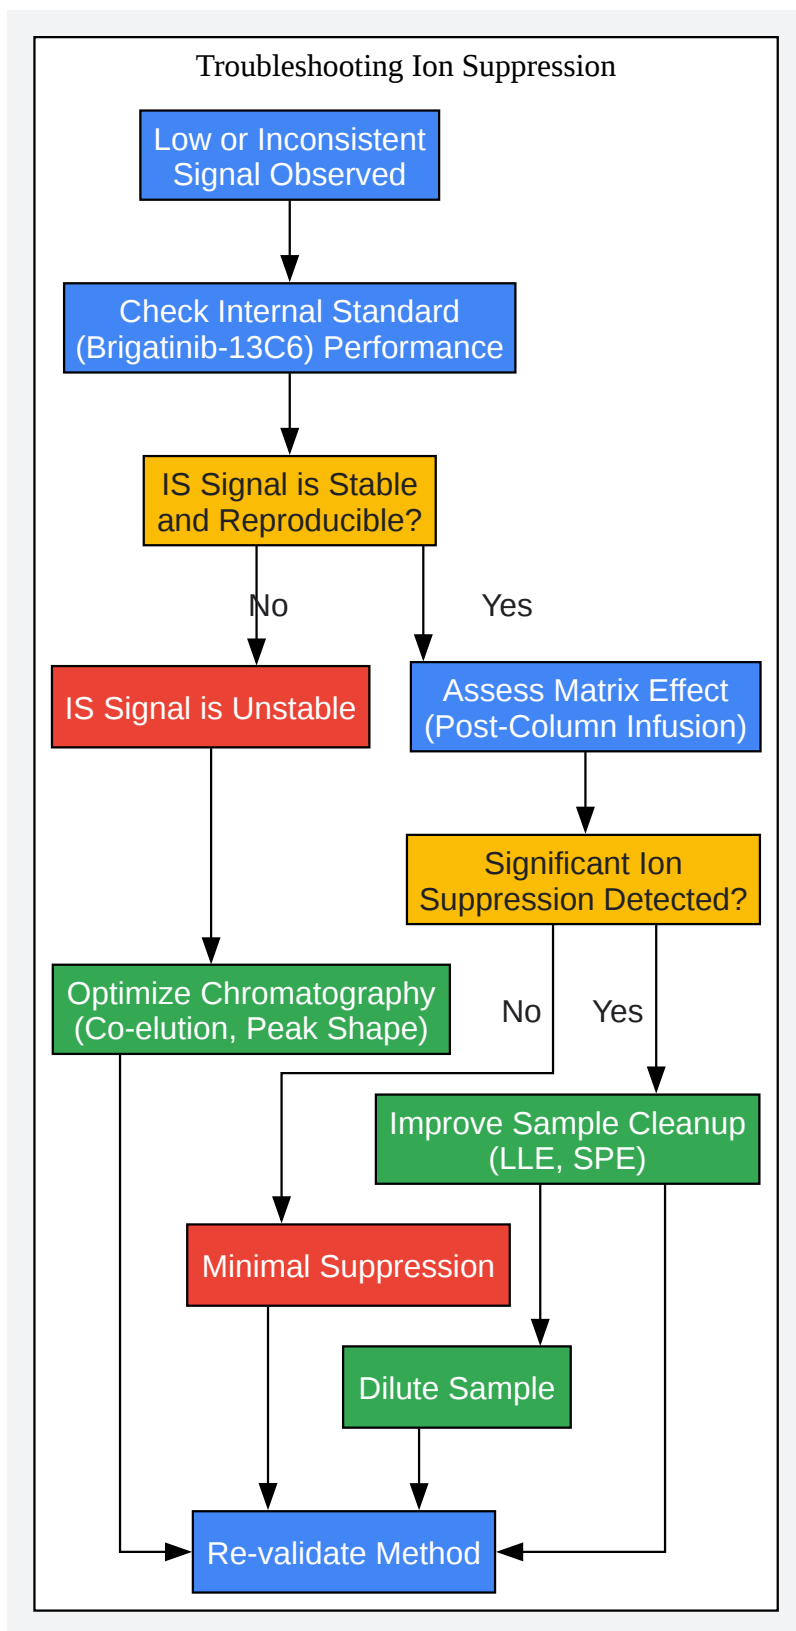 Troubleshooting Ion Suppression
Low or Inconsistent
Signal Observed
Check Internal Standard
(Brigatinib-13C6) Performance
IS Signal is Stable
and Reproducible?
No
Yes
IS Signal is Unstable
Assess Matrix Effect
(Post-Column Infusion)
Significant Ion
Suppression Detected?
Optimize Chromatography
(Co-elution, Peak Shape)
No
Yes
Improve Sample Cleanup
(LLE, SPE)
Minimal Suppression
Dilute Sample
Re-validate Method